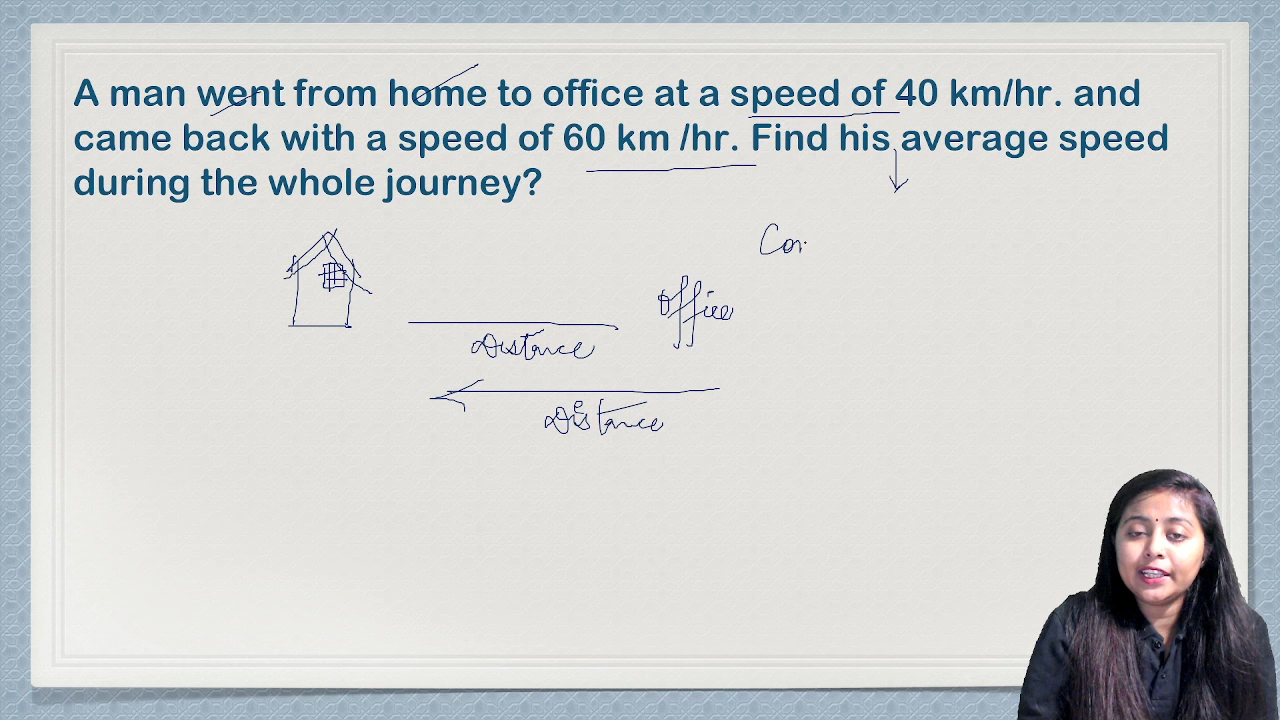 A man went from home to office at a speed of 40 km/hr. and
came back with a speed of 60 km /hr. Find his average speed
during the whole journey?
Con
Office
Distance
Distance